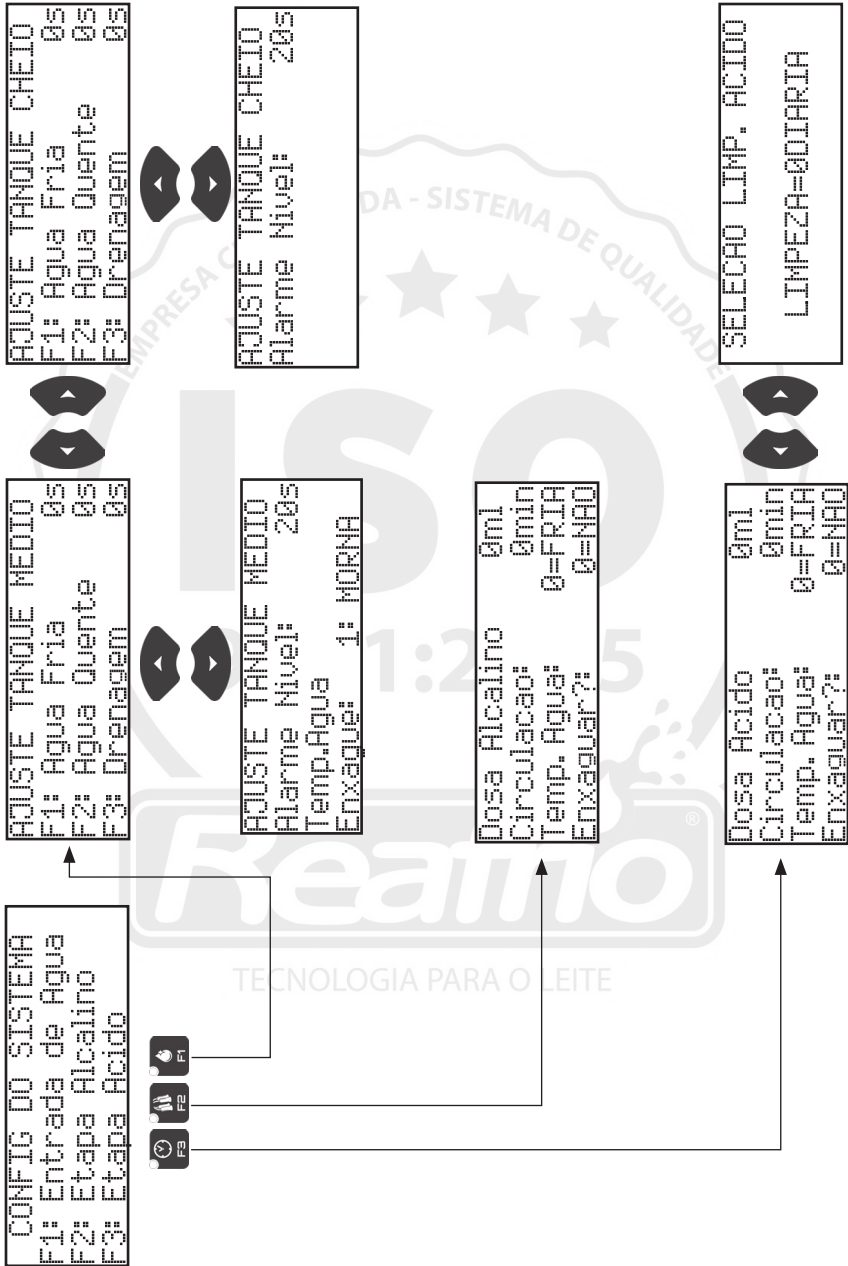 CONFIG DO SISTEMA
F1: Entrada de Agua
F2: Etapa Alcalino
F3: Etapa Acido
F3
F2
F1
AJUSTE TANQUE MEDIO
F1: Agua Fria 0s
F2: Agua Quente 0s
F3: Drenagem 0s
AJUSTE TANQUE MEDIO
Alarme Nivel: 20s
Temp.Agua
Enxague: 1: MORNA
AJUSTE TANQUE CHEIO
F1: Agua Fria 0s
F2: Agua Quente 0s
F3: Drenagem 0s
AJUSTE TANQUE CHEIO
Alarme Nivel: 20s
Dosa Alcalino 0ml
Circulacao: 0min
Temp. Agua: 0=FRIA
Enxaguar?: 0=NAO
Dosa Acido 0ml
Circulacao: 0min
Temp. Agua: 0=FRIA
Enxaguar?: 0=NAO
SELECAO LIMP. ACIDO
LIMPEZA=0DIARIA
EMPRESA - SISTEMA DE QUALIDADE
ISO
Reafrio ®
TECNOLOGIA PARA O LEITE